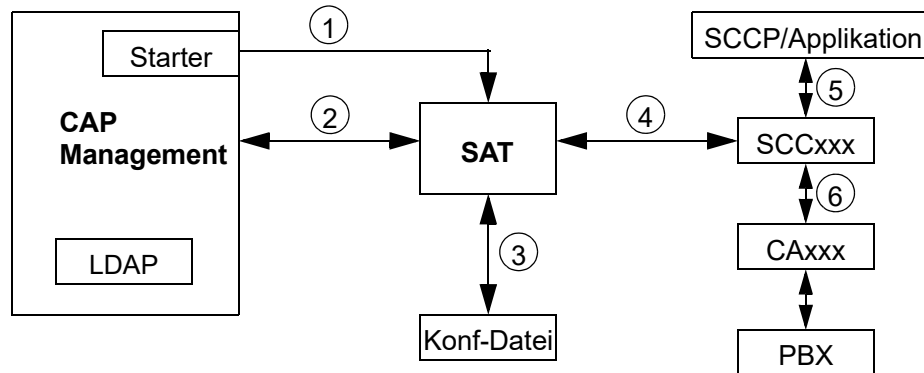 1
SCCP/Applikation
Starter
5
CAP
Management
2
SAT
4
SCCxxx
6
LDAP
3
CAxxx
Konf-Datei
PBX